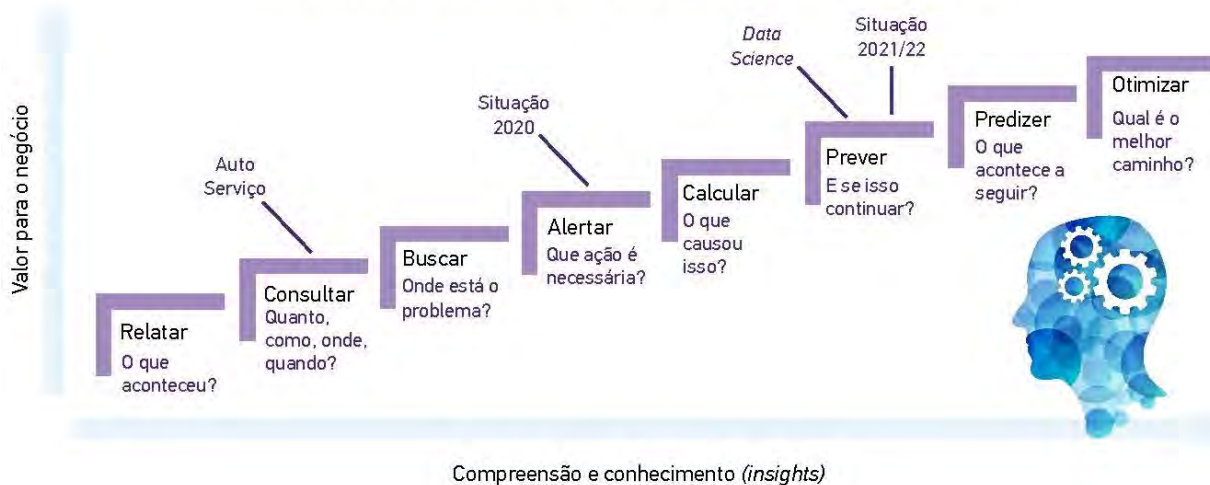 Valor para o negócio
Relatar
O que
aconteceu?
Auto
Serviço
Consultar
Quanto,
como, onde,
quando?
Buscar
Onde está o
problema?
Situação
2020
Alertar
Que ação é
necessária?
Calcular
O que
causou
isso?
Data
Science
Situação
2021/22
Prever
E se isso
continuar?
Predizer
O que
acontece a
seguir?
Otimizar
Qual é o
melhor
caminho?
Compreensão e conhecimento (insights)